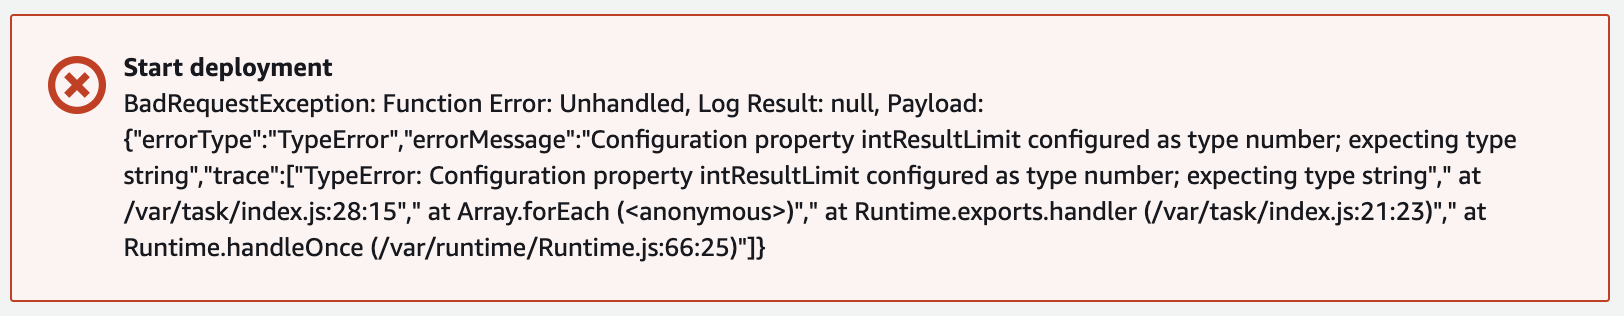 Start deployment
BadRequestException: Function Error: Unhandled, Log Result: null, Payload:
{"errorType":"TypeError","errorMessage":"Configuration property intResultLimit configured as type number; expecting type
string","trace":["TypeError: Configuration property intResultLimit configured as type number; expecting type string"," at
/var/task/index.js:28:15"," at Array.forEach (<anonymous>)"," at Runtime.exports.handler (/var/task/index.js:21:23)"," at
Runtime.handleOnce (/var/runtime/Runtime.js:66:25)"]}